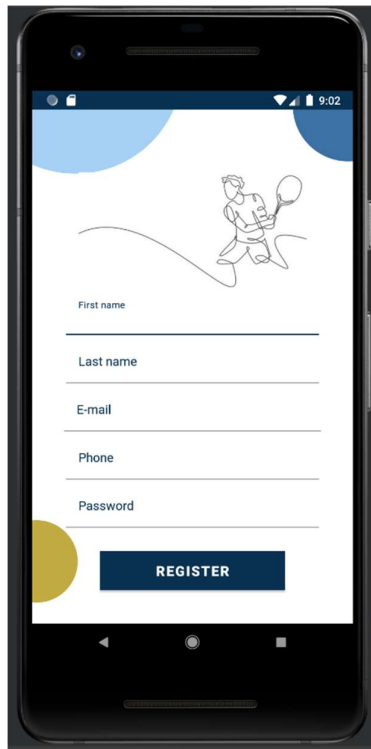 9:02
First name
Last name
E-mail
Phone
Password
REGISTER